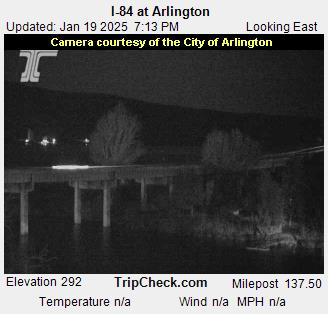 I-84 at Arlington
Updated: Jan 19 2025 7:13 PM Looking East
Camera courtesy of the City of Arlington
Elevation 292 TripCheck.com Milepost 137.50
Temperature n/a Wind n/a MPH n/a